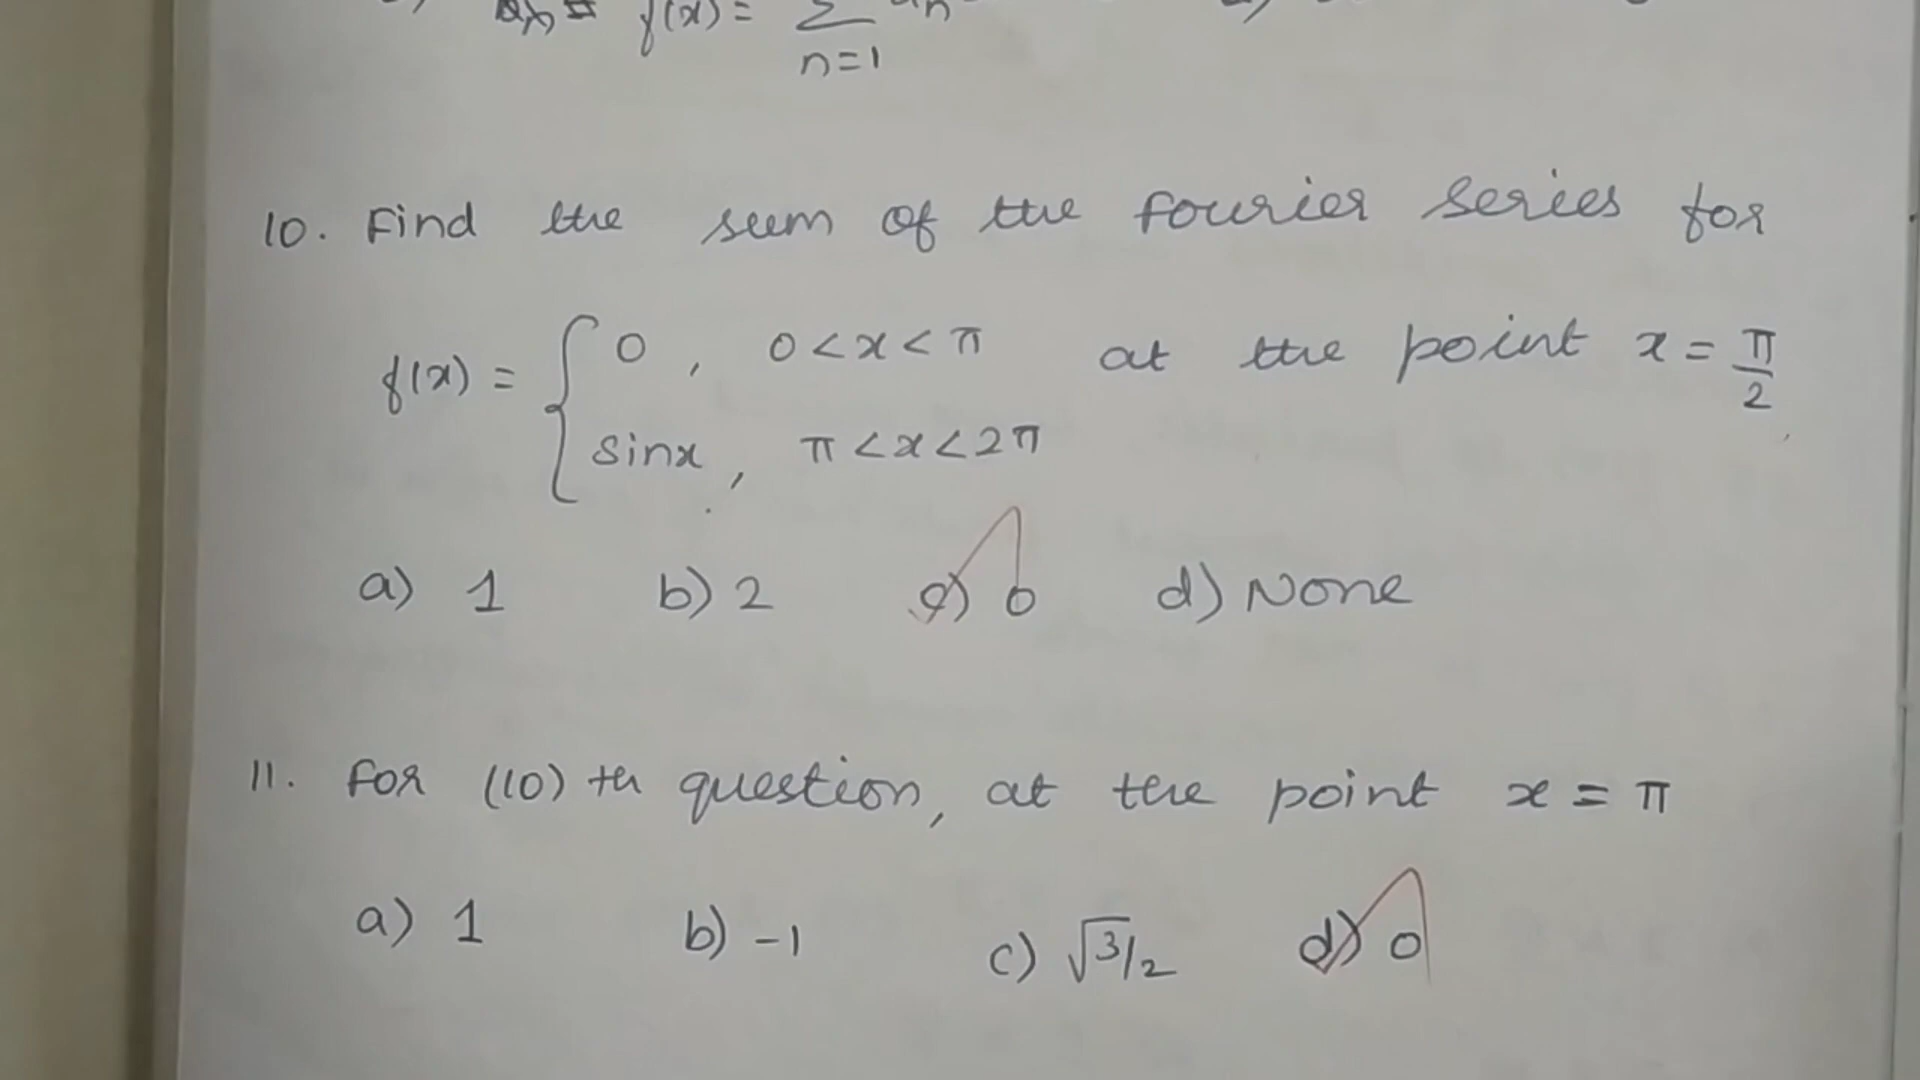 f(x) = Σ
n=1
10. Find the sum of the fourier series for
f(x) = { 0 , 0<x<π at the point x = π/2
sinx , π<x<2π
a) 1 b) 2 c) 0 d) None
11. For (10) th question, at the point x = π
a) 1 b) -1 c) √3/2 d) 0